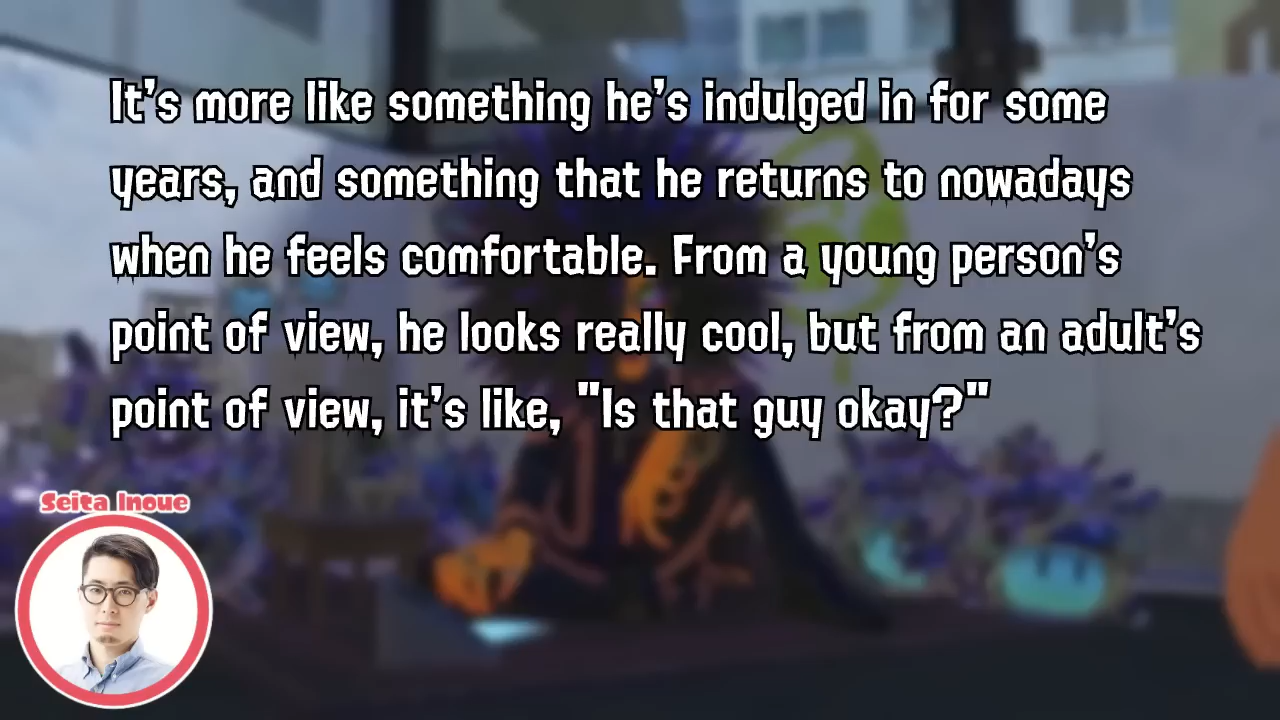 It's more like something he's indulged in for some
years, and something that he returns to nowadays
when he feels comfortable. From a young person's
point of view, he looks really cool, but from an adult's
point of view, it's like, "Is that guy okay?"
Seita Inoue